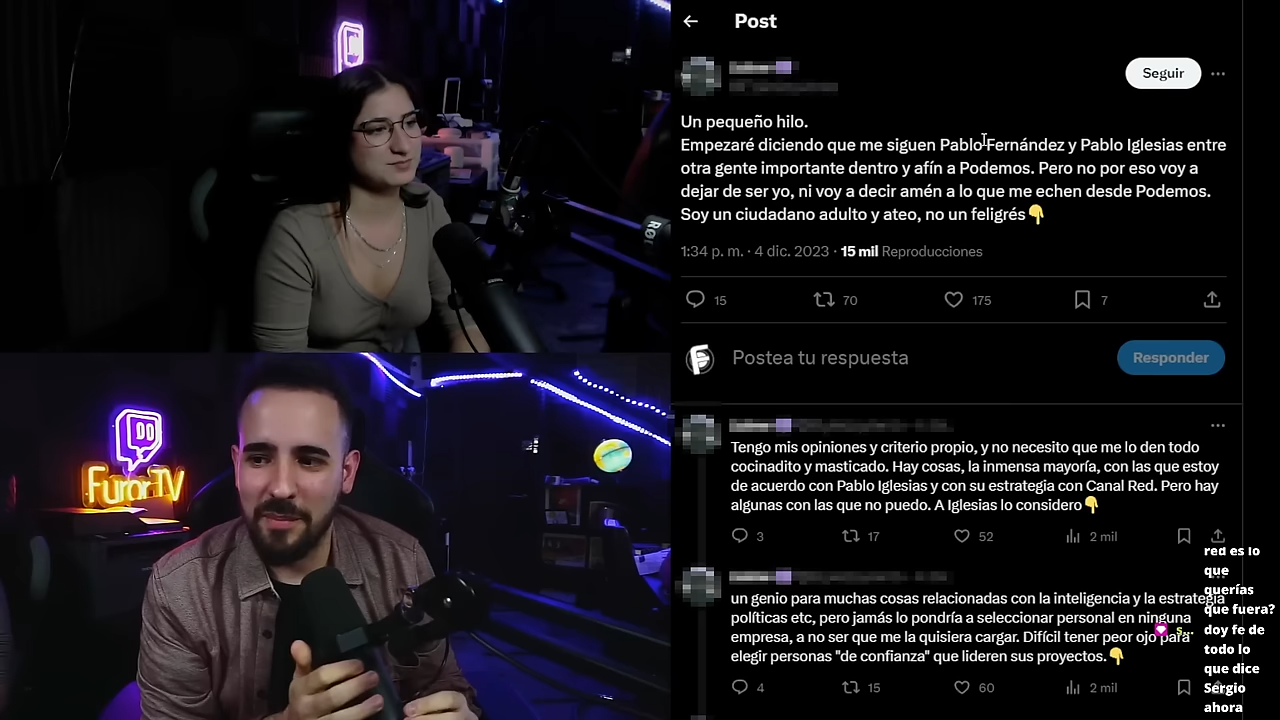 Post
Seguir
Un pequeño hilo.
Empezaré diciendo que me siguen Pablo Fernández y Pablo Iglesias entre
otra gente importante dentro y afín a Podemos. Pero no por eso voy a
dejar de ser yo, ni voy a decir amén a lo que me echen desde Podemos.
Soy un ciudadano adulto y ateo, no un feligrés👇
1:34 p. m. · 4 dic. 2023 · 15 mil Reproducciones
15 70 175 7
Postea tu respuesta
Responder
Tengo mis opiniones y criterio propio, y no necesito que me lo den todo
cocinadito y masticado. Hay cosas, la inmensa mayoría, con las que estoy
de acuerdo con Pablo Iglesias y con su estrategia con Canal Red. Pero hay
algunas con las que no puedo. A Iglesias lo considero👇
3 17 52 2 mil
un genio para muchas cosas relacionadas con la inteligencia y la estrategia
políticas etc, pero jamás lo pondría a seleccionar personal en ninguna
empresa, a no ser que me la quisiera cargar. Difícil tener peor ojo para
elegir personas "de confianza" que lideren sus proyectos.👇
4 15 60 2 mil
red es lo
que
querías
que fuera?
s... doy fe de
todo lo
que dice
Sergio
ahora
FurorTV
RØ